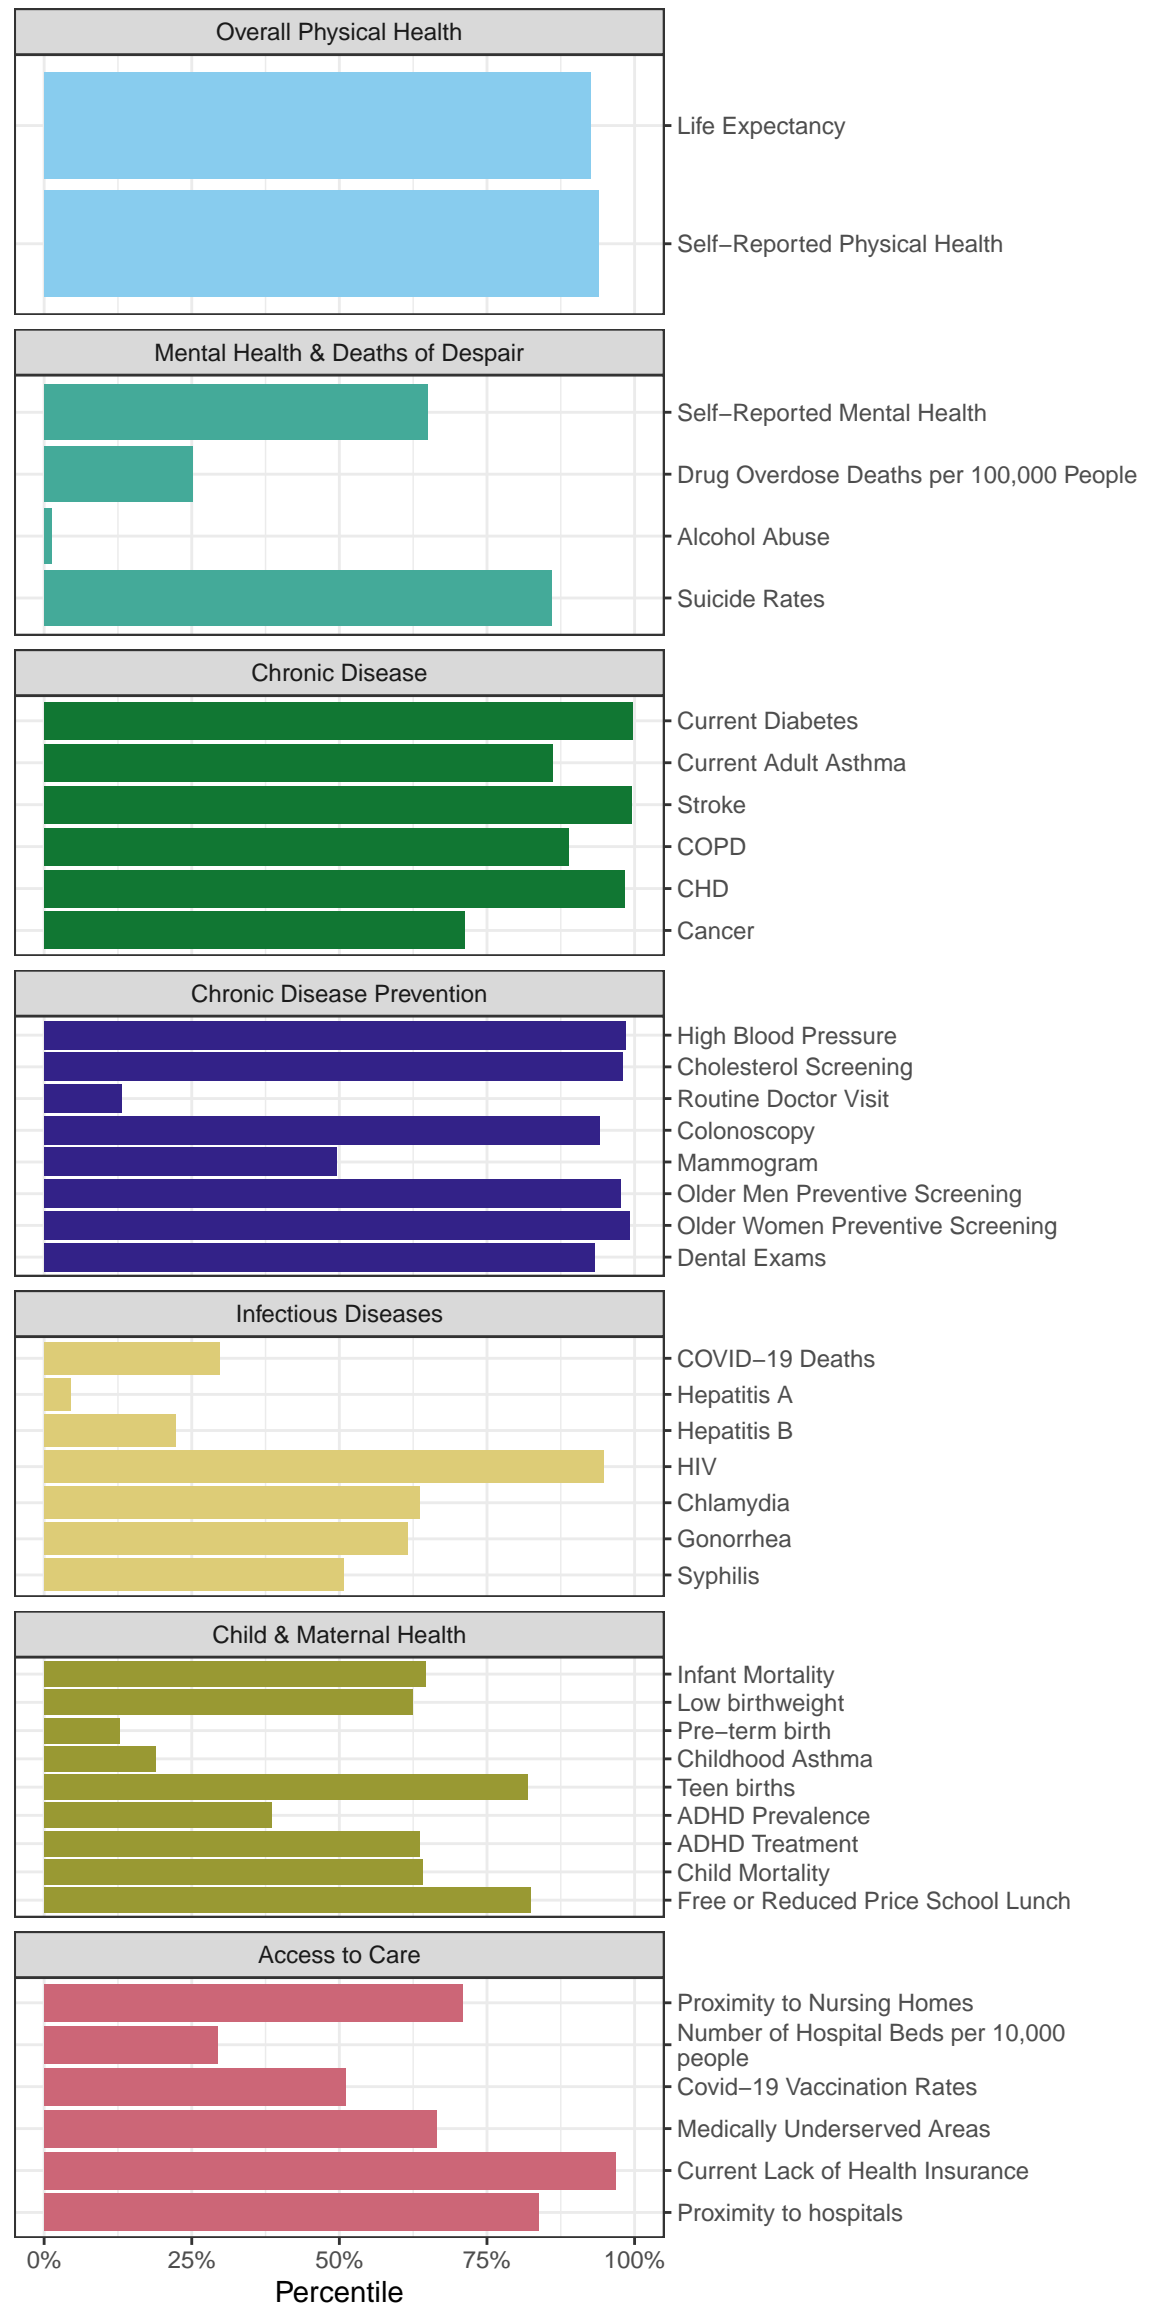 Overall Physical Health
Life Expectancy
Self−Reported Physical Health
Mental Health & Deaths of Despair
Self−Reported Mental Health
Drug Overdose Deaths per 100,000 People
Alcohol Abuse
Suicide Rates
Chronic Disease
Current Diabetes
Current Adult Asthma
Stroke
COPD
CHD
Cancer
Chronic Disease Prevention
High Blood Pressure
Cholesterol Screening
Routine Doctor Visit
Colonoscopy
Mammogram
Older Men Preventive Screening
Older Women Preventive Screening
Dental Exams
Infectious Diseases
COVID−19 Deaths
Hepatitis A
Hepatitis B
HIV
Chlamydia
Gonorrhea
Syphilis
Child & Maternal Health
Infant Mortality
Low birthweight
Pre−term birth
Childhood Asthma
Teen births
ADHD Prevalence
ADHD Treatment
Child Mortality
Free or Reduced Price School Lunch
Access to Care
Proximity to Nursing Homes
Number of Hospital Beds per 10,000
people
Covid−19 Vaccination Rates
Medically Underserved Areas
Current Lack of Health Insurance
Proximity to hospitals
0% 25% 50% 75% 100%
Percentile